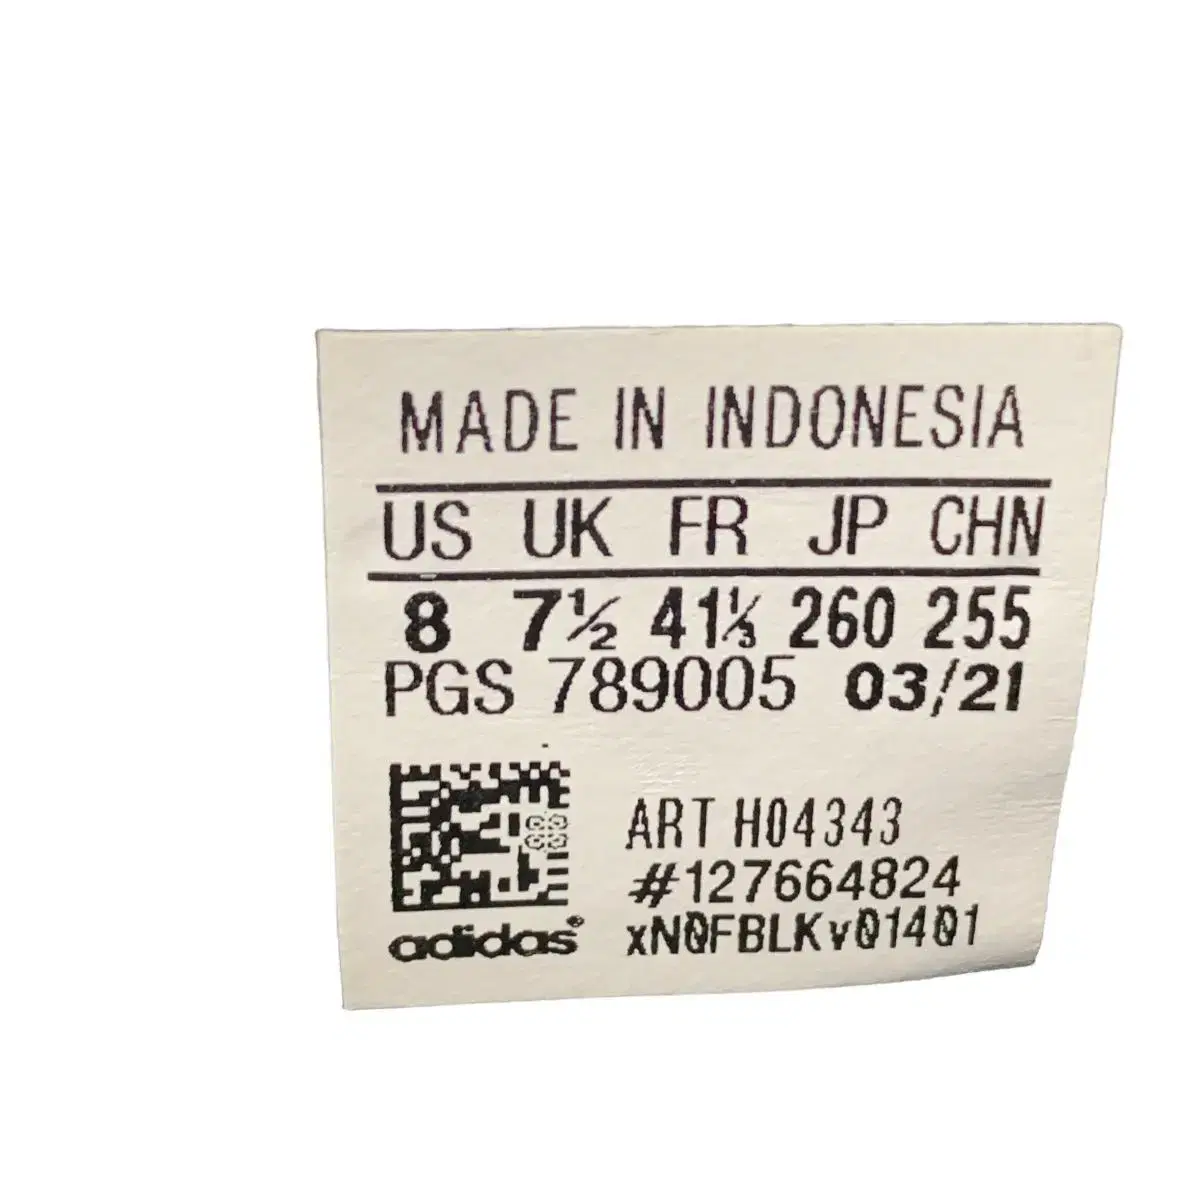 MADE IN INDONESIA
US UK FR JP CHN
8 7½ 41⅓ 260 255
PGS 789005 03/21
ART H04343
#127664824
xN0FBLKv01401
adidas®